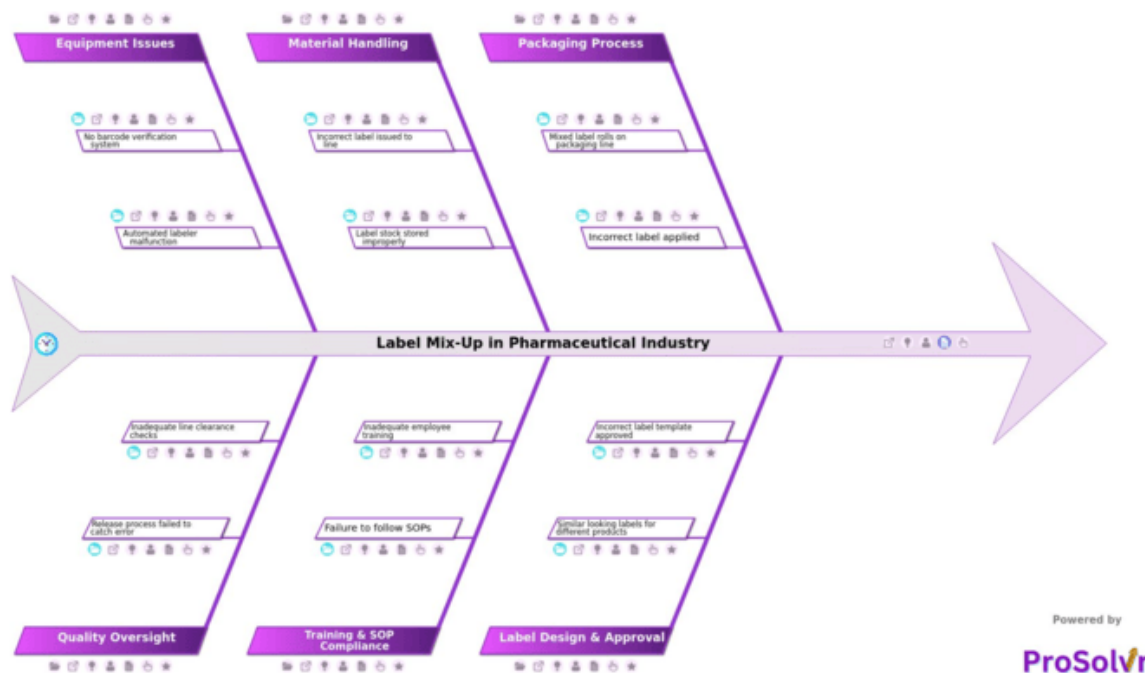 Equipment Issues
Material Handling
Packaging Process
No barcode verification
system
Incorrect label issued to
line
Mixed label rolls on
packaging line
Automated labeler
malfunction
Label stock stored
improperly
Incorrect label applied
Label Mix-Up in Pharmaceutical Industry
Inadequate line clearance
checks
Inadequate employee
training
Incorrect label template
approved
Release process failed to
catch error
Failure to follow SOPs
Similar looking labels for
different products
Quality Oversight
Training & SOP
Compliance
Label Design & Approval
Powered by
ProSolvr